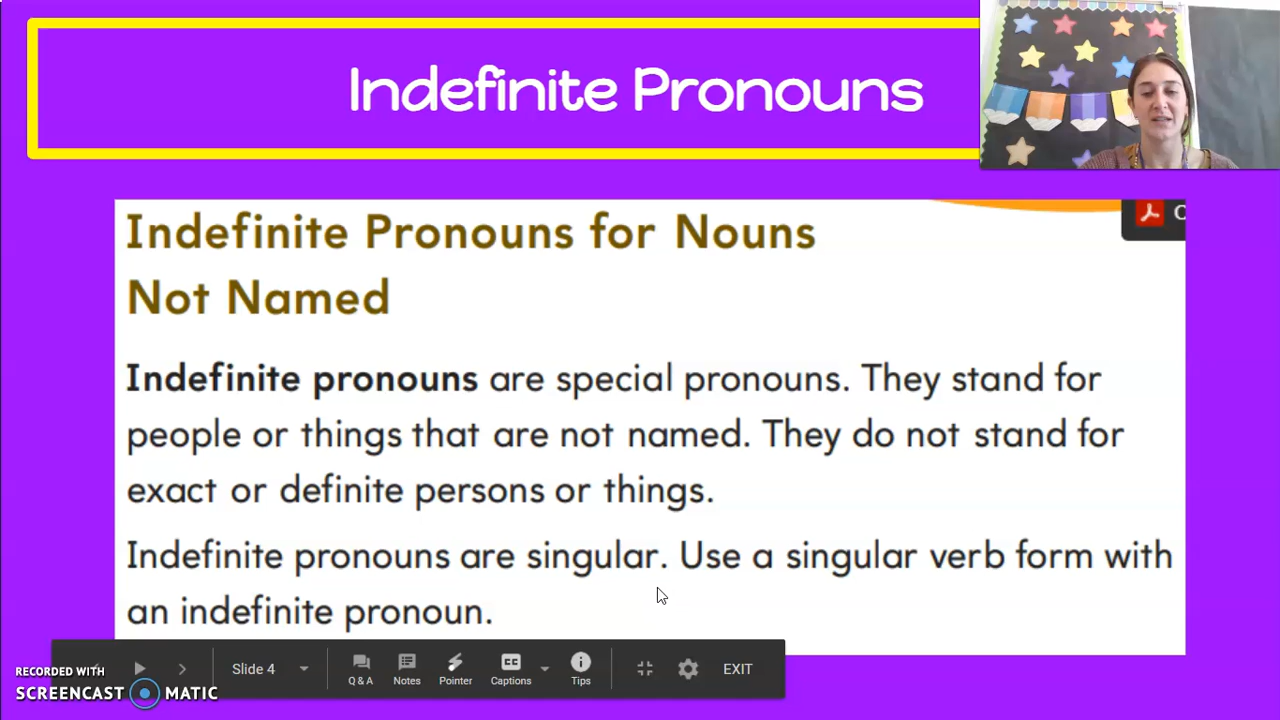 Indefinite Pronouns
Indefinite Pronouns for Nouns
Not Named
Indefinite pronouns are special pronouns. They stand for
people or things that are not named. They do not stand for
exact or definite persons or things.
Indefinite pronouns are singular. Use a singular verb form with
an indefinite pronoun.
Slide 4
Q & A
Notes
Pointer
Captions
Tips
EXIT
RECORDED WITH
SCREENCAST MATIC